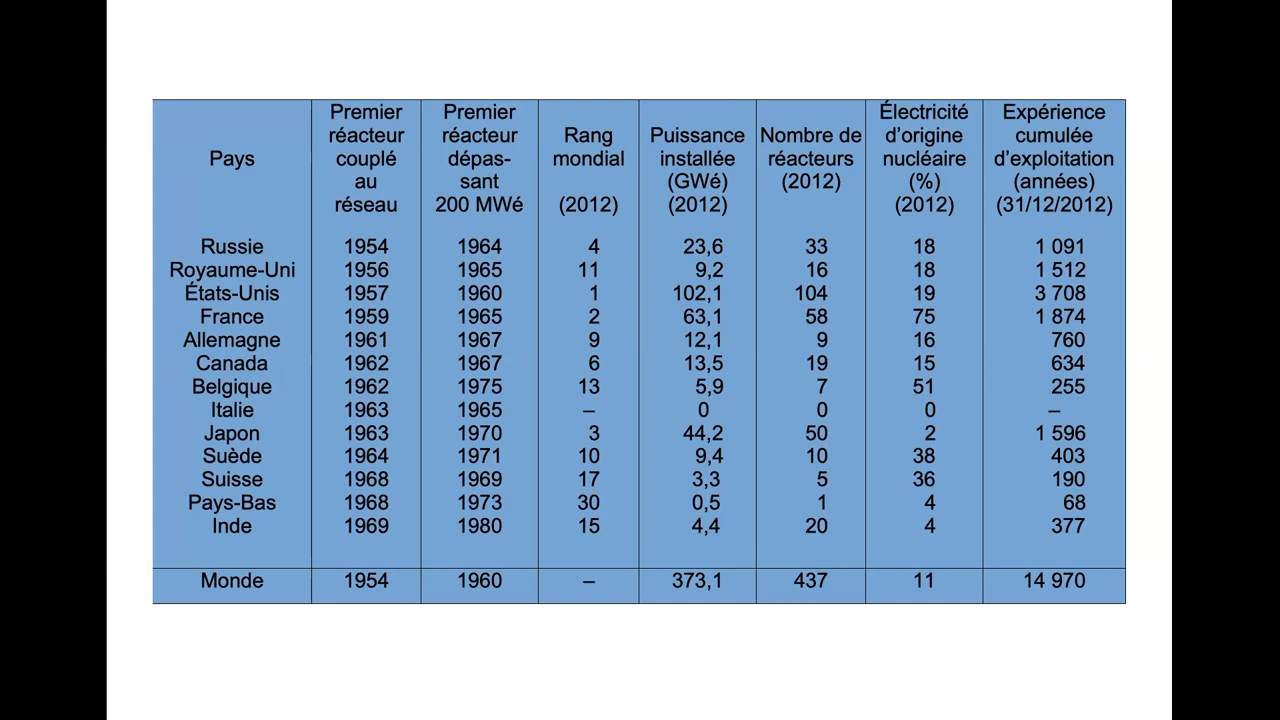 Pays | Premier réacteur couplé au réseau | Premier réacteur dépas-sant 200 MWé | Rang mondial (2012) | Puissance installée (GWé) (2012) | Nombre de réacteurs (2012) | Électricité d’origine nucléaire (%) (2012) | Expérience cumulée d’exploitation (années) (31/12/2012)
Russie 1954 1964 4 23,6 33 18 1 091
Royaume-Uni 1956 1965 11 9,2 16 18 1 512
États-Unis 1957 1960 1 102,1 104 19 3 708
France 1959 1965 2 63,1 58 75 1 874
Allemagne 1961 1967 9 12,1 9 16 760
Canada 1962 1967 6 13,5 19 15 634
Belgique 1962 1975 13 5,9 7 51 255
Italie 1963 1965 – 0 0 0 –
Japon 1963 1970 3 44,2 50 2 1 596
Suède 1964 1971 10 9,4 10 38 403
Suisse 1968 1969 17 3,3 5 36 190
Pays-Bas 1968 1973 30 0,5 1 4 68
Inde 1969 1980 15 4,4 20 4 377
Monde 1954 1960 – 373,1 437 11 14 970